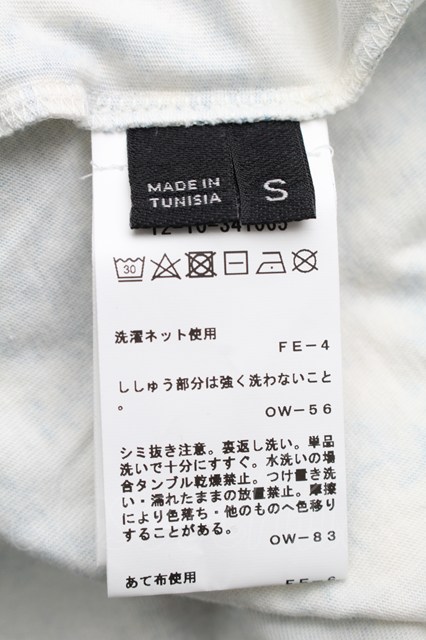 MADE IN
TUNISIA
S
30
洗濯ネット使用
FE-4
ししゅう部分は強く洗わないこと
。
OW-56
シミ抜き注意。裏返し洗い。単品
洗いで十分にすすぐ。水洗いの場
合タンブル乾燥禁止。つけ置き洗
い・濡れたままの放置禁止。摩擦
により色落ち・他のものへ色移り
することがある。
OW-83
あて布使用